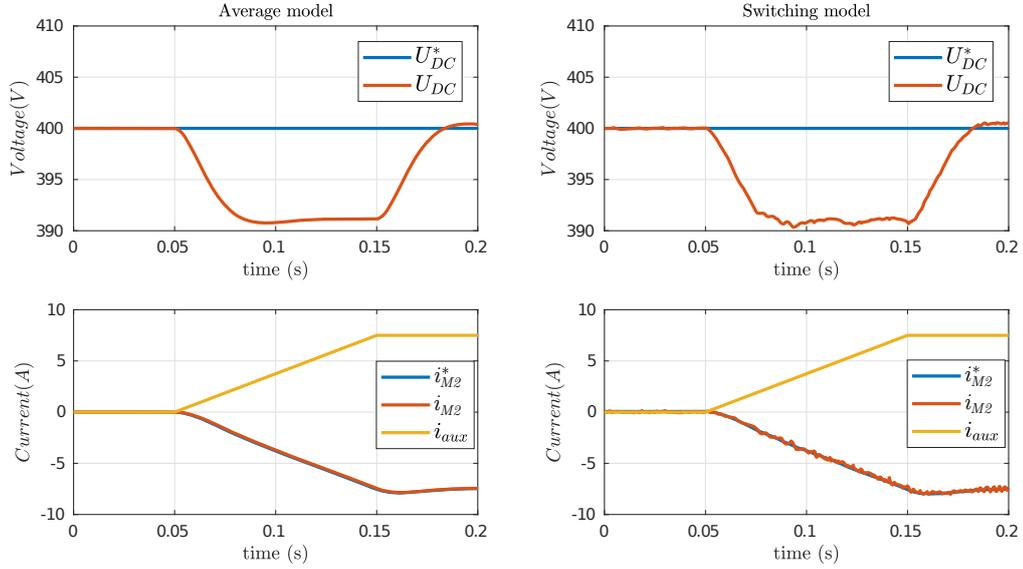 Average model
410
405
400
395
390
Voltage(V)
U*DC
UDC
0 0.05 0.1 0.15 0.2
time (s)
Switching model
410
405
400
395
390
Voltage(V)
U*DC
UDC
0 0.05 0.1 0.15 0.2
time (s)
10
5
0
-5
-10
Current(A)
i*M2
iM2
iaux
0 0.05 0.1 0.15 0.2
time (s)
10
5
0
-5
-10
Current(A)
i*M2
iM2
iaux
0 0.05 0.1 0.15 0.2
time (s)